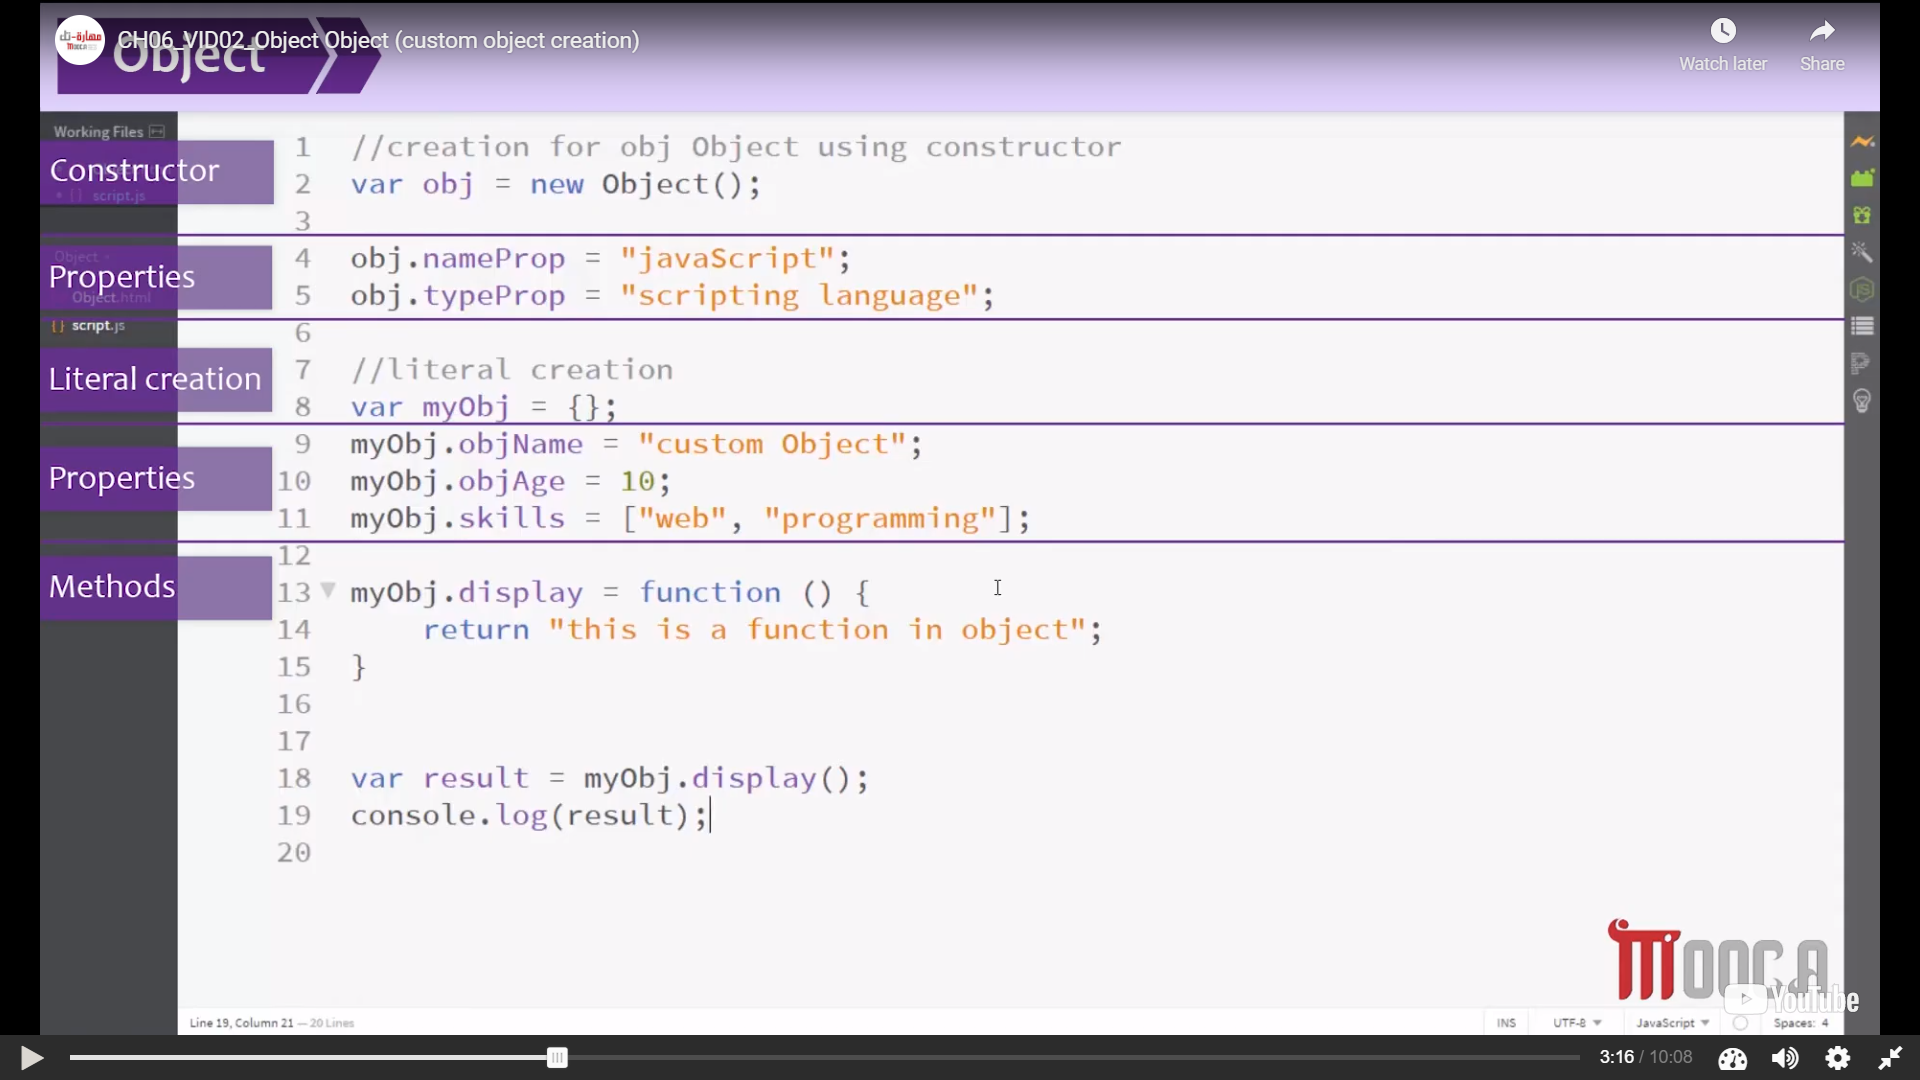 CH06_VID02_Object Object (custom object creation)
Object
Watch later
Share
مهارة-تك
MOOCA
Working Files
Constructor
script.js
Object
Properties
Object.html
script.js
Literal creation
Properties
Methods
1 //creation for obj Object using constructor
2 var obj = new Object();
3
4 obj.nameProp = "javaScript";
5 obj.typeProp = "scripting language";
6
7 //literal creation
8 var myObj = {};
9 myObj.objName = "custom Object";
10 myObj.objAge = 10;
11 myObj.skills = ["web", "programming"];
12
13 myObj.display = function () {
14 return "this is a function in object";
15 }
16
17
18 var result = myObj.display();
19 console.log(result);
20
MOOCA
YouTube
Line 19, Column 21 — 20 Lines
INS
UTF-8
JavaScript
Spaces: 4
3:16 / 10:08